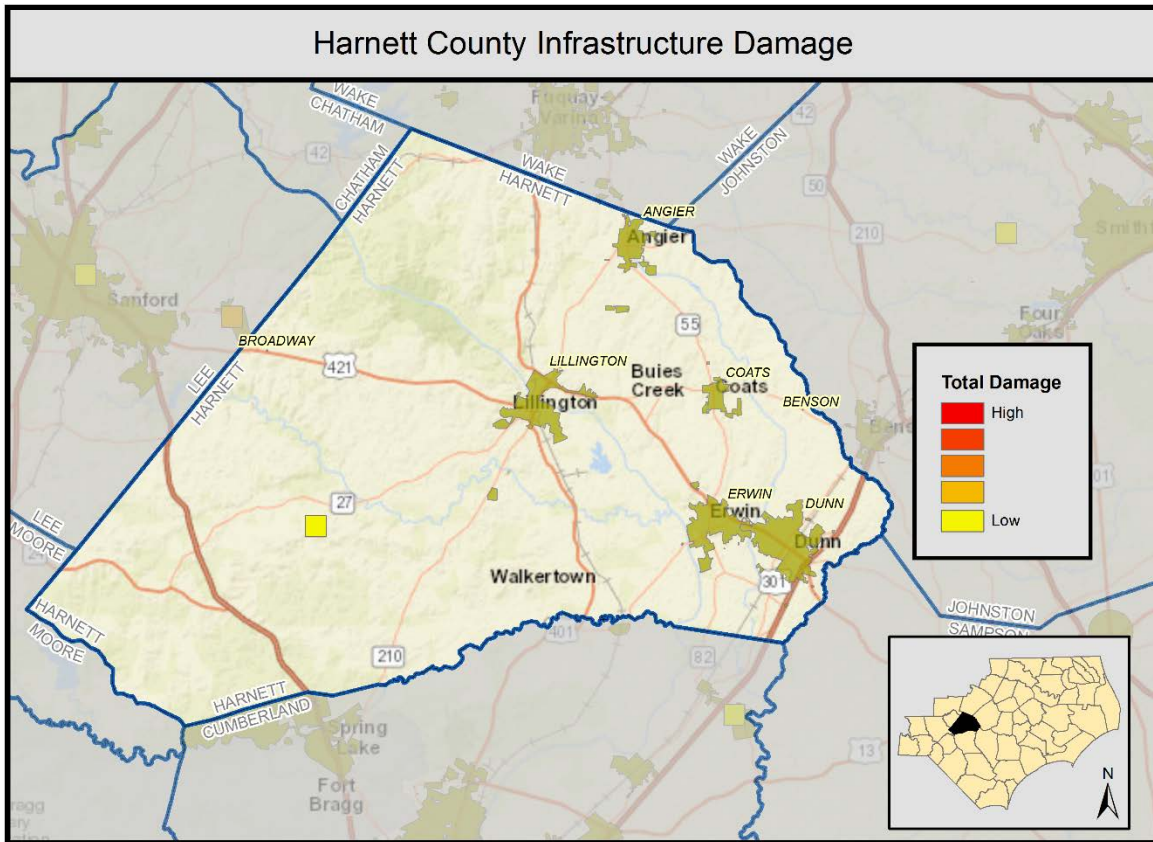 Harnett County Infrastructure Damage
WAKE
CHATHAM
Fuquay-
Varina
42
WAKE
JOHNSTON
42
50
CHATHAM
HARNETT
WAKE
HARNETT
ANGIER
Angier
210
Smithf
Sanford
55
Four
Oaks
BROADWAY
421
LILLINGTON
Lillington
Buies
Creek
COATS
Coats
BENSON
Bens
LEE
HARNETT
Total Damage
High
Low
27
ERWIN
Erwin
DUNN
Dunn
301
LEE
MOORE
Walkertown
HARNETT
MOORE
210
401
82
JOHNSTON
SAMPSON
HARNETT
CUMBERLAND
Spring
Lake
Fort
Bragg
13
N